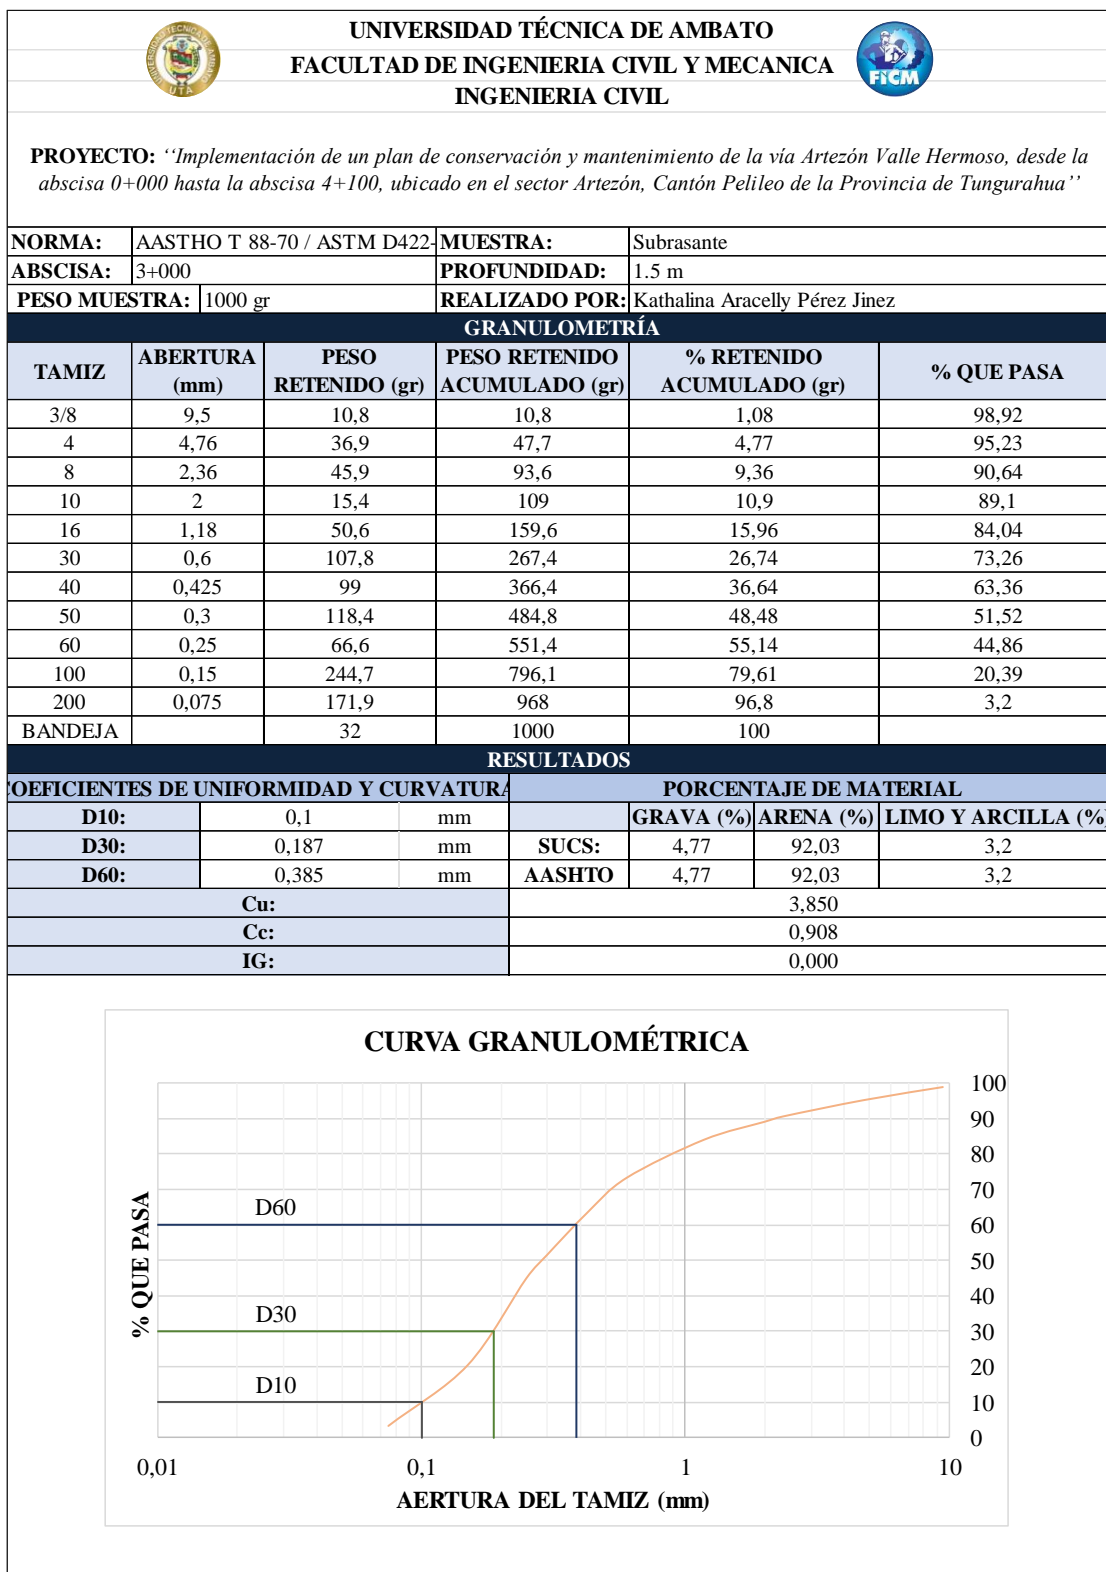 UNIVERSIDAD TÉCNICA DE AMBATO
FACULTAD DE INGENIERIA CIVIL Y MECANICA
INGENIERIA CIVIL
UTA
FICM
PROYECTO: ‘‘Implementación de un plan de conservación y mantenimiento de la vía Artezón Valle Hermoso, desde la
abscisa 0+000 hasta la abscisa 4+100, ubicado en el sector Artezón, Cantón Pelileo de la Provincia de Tungurahua’’
NORMA: AASTHO T 88-70 / ASTM D422- MUESTRA: Subrasante
ABSCISA: 3+000 PROFUNDIDAD: 1.5 m
PESO MUESTRA: 1000 gr REALIZADO POR: Kathalina Aracelly Pérez Jinez
GRANULOMETRÍA
TAMIZ ABERTURA (mm) PESO RETENIDO (gr) PESO RETENIDO ACUMULADO (gr) % RETENIDO ACUMULADO (gr) % QUE PASA
3/8 9,5 10,8 10,8 1,08 98,92
4 4,76 36,9 47,7 4,77 95,23
8 2,36 45,9 93,6 9,36 90,64
10 2 15,4 109 10,9 89,1
16 1,18 50,6 159,6 15,96 84,04
30 0,6 107,8 267,4 26,74 73,26
40 0,425 99 366,4 36,64 63,36
50 0,3 118,4 484,8 48,48 51,52
60 0,25 66,6 551,4 55,14 44,86
100 0,15 244,7 796,1 79,61 20,39
200 0,075 171,9 968 96,8 3,2
BANDEJA 32 1000 100
RESULTADOS
OEFICIENTES DE UNIFORMIDAD Y CURVATURA PORCENTAJE DE MATERIAL
D10: 0,1 mm GRAVA (%) ARENA (%) LIMO Y ARCILLA (%)
D30: 0,187 mm SUCS: 4,77 92,03 3,2
D60: 0,385 mm AASHTO 4,77 92,03 3,2
Cu: 3,850
Cc: 0,908
IG: 0,000
CURVA GRANULOMÉTRICA
100
90
80
70
60
50
40
30
20
10
0
% QUE PASA
D60
D30
D10
0,01 0,1 1 10
AERTURA DEL TAMIZ (mm)